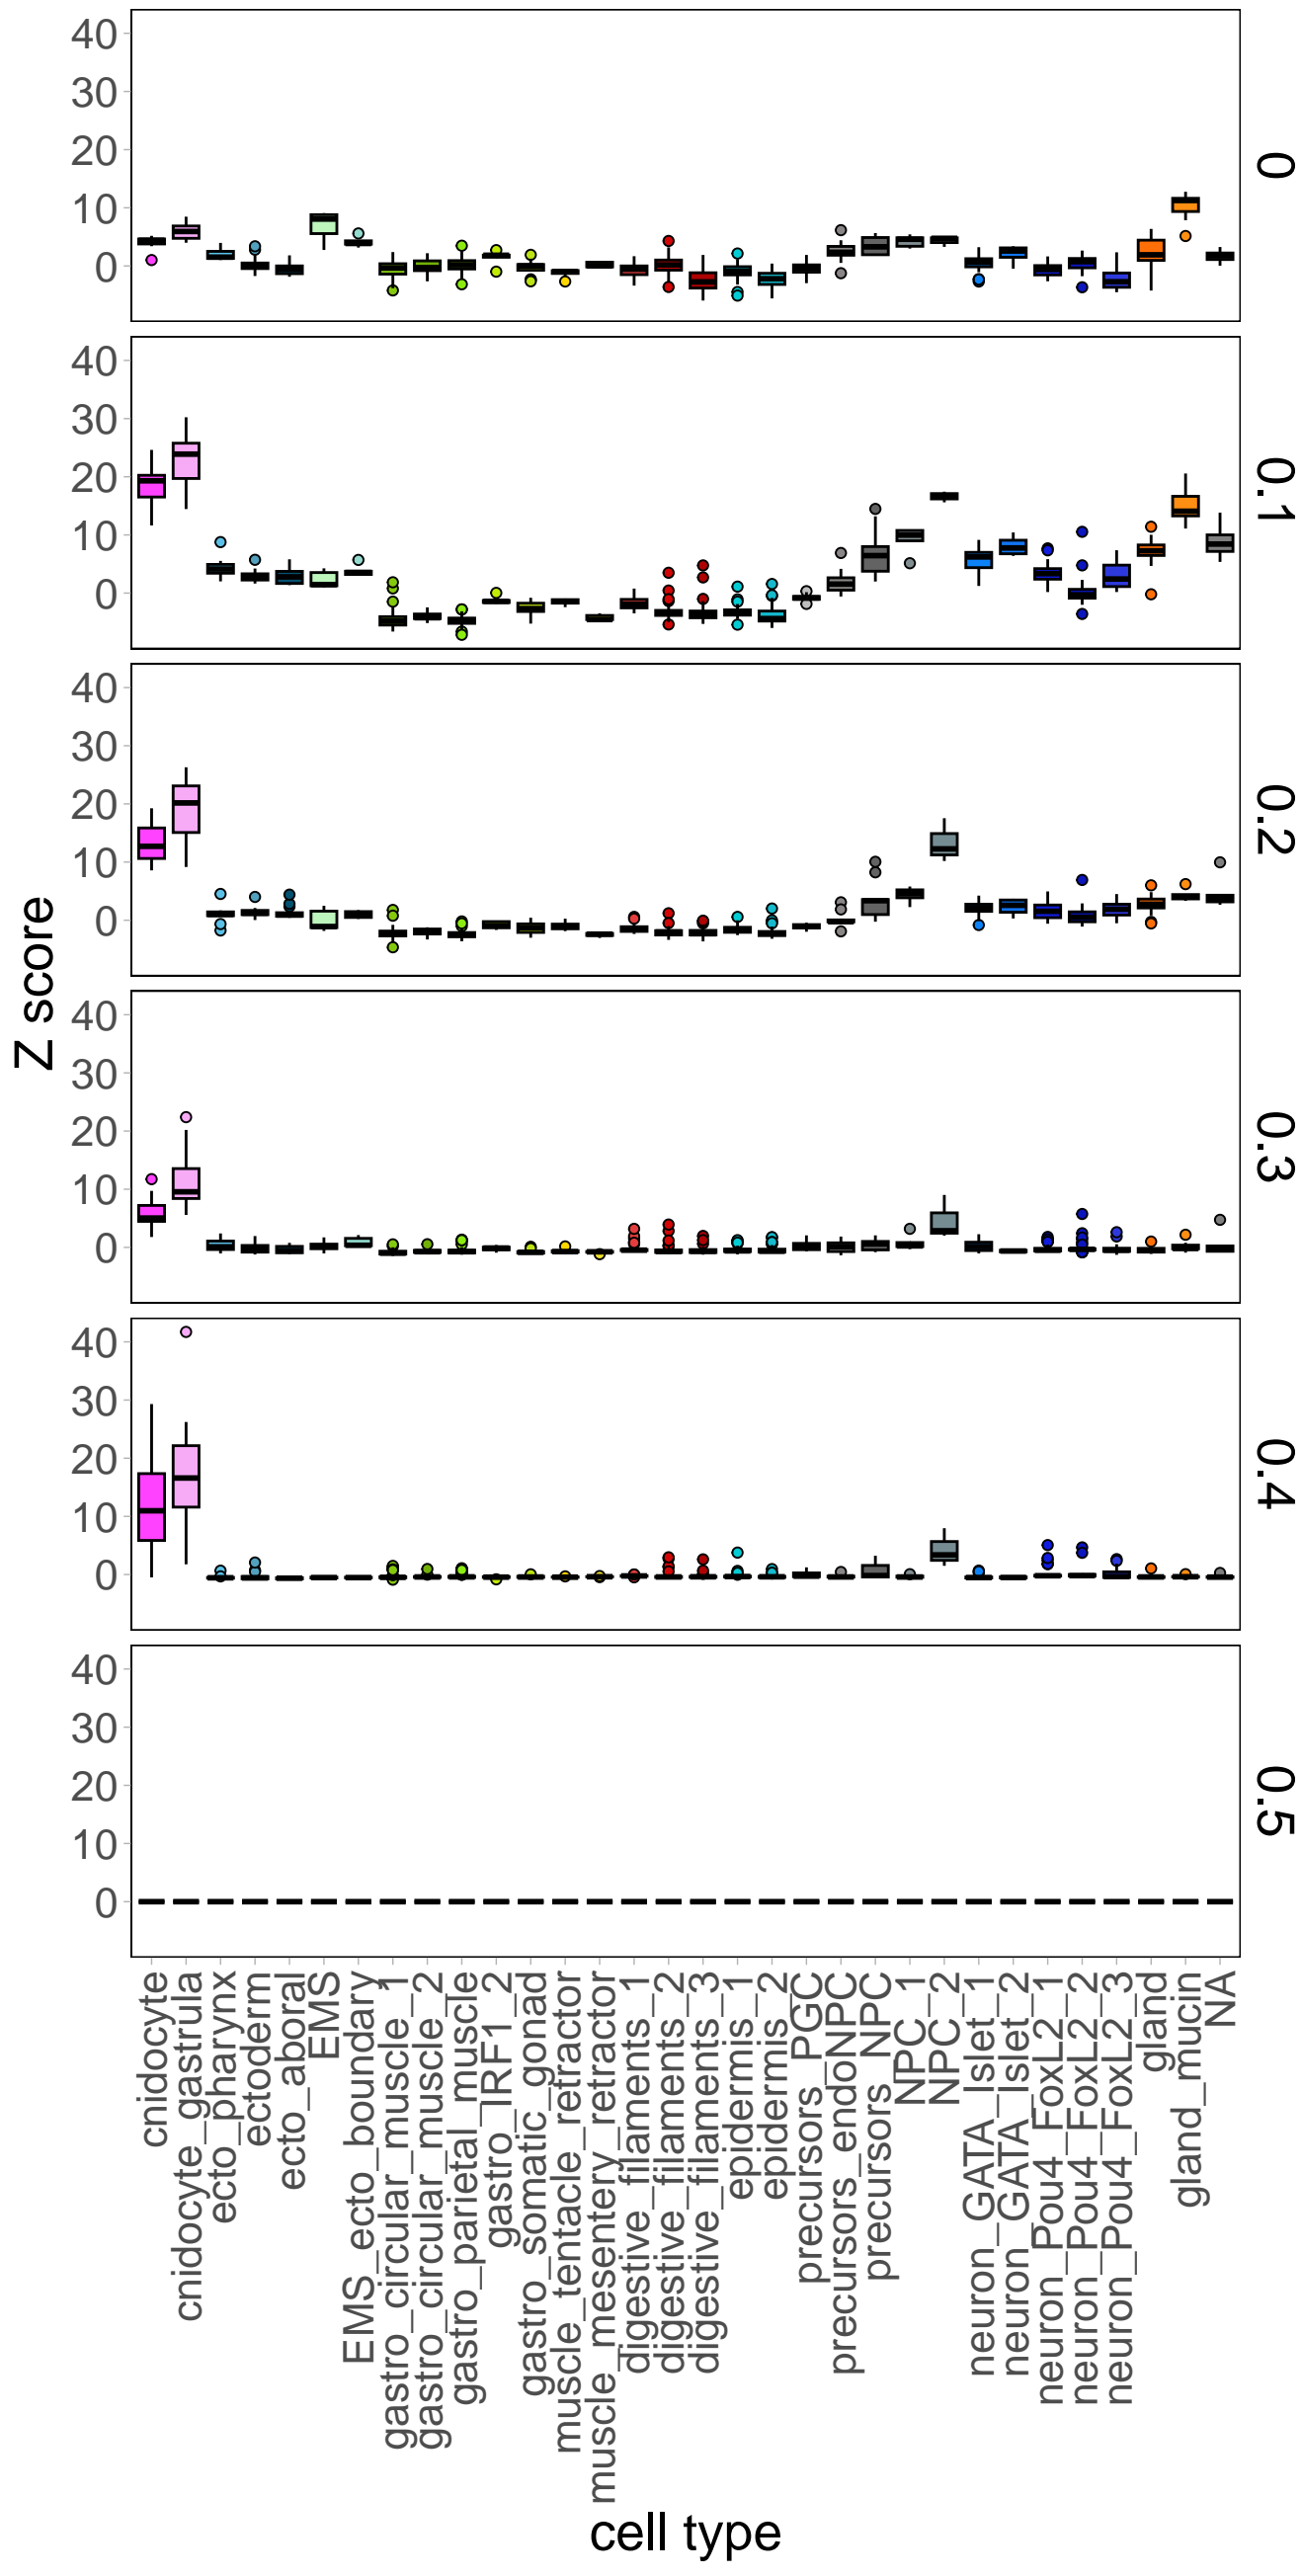 Z score
40
30
20
10
0
0
40
30
20
10
0
0.1
40
30
20
10
0
0.2
40
30
20
10
0
0.3
40
30
20
10
0
0.4
40
30
20
10
0
0.5
cnidocyte
cnidocyte_gastrula
ecto_pharynx
ectoderm
ecto_aboral
EMS
EMS_ecto_boundary
gastro_circular_muscle_1
gastro_circular_muscle_2
gastro_parietal_muscle
gastro_IRF1_2
gastro_somatic_gonad
muscle_tentacle_retractor
muscle_mesentery_retractor
digestive_filaments_1
digestive_filaments_2
digestive_filaments_3
epidermis_1
epidermis_2
precursors_PGC
precursors_endoNPC
precursors_NPC
NPC_1
NPC_2
neuron_GATA_Islet_1
neuron_GATA_Islet_2
neuron_Pou4_FoxL2_1
neuron_Pou4_FoxL2_2
neuron_Pou4_FoxL2_3
gland
gland_mucin
NA
cell type